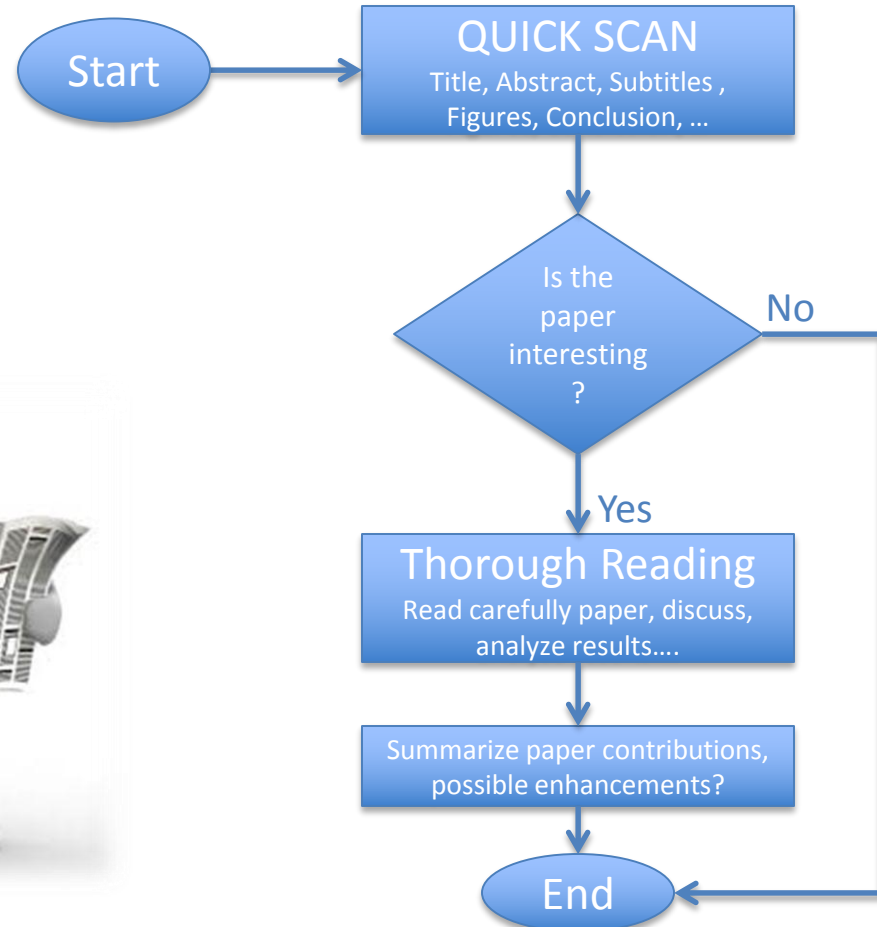 Start
QUICK SCAN
Title, Abstract, Subtitles ,
Figures, Conclusion, …
Is the
paper
interesting
?
No
Yes
Thorough Reading
Read carefully paper, discuss,
analyze results….
Summarize paper contributions,
possible enhancements?
End